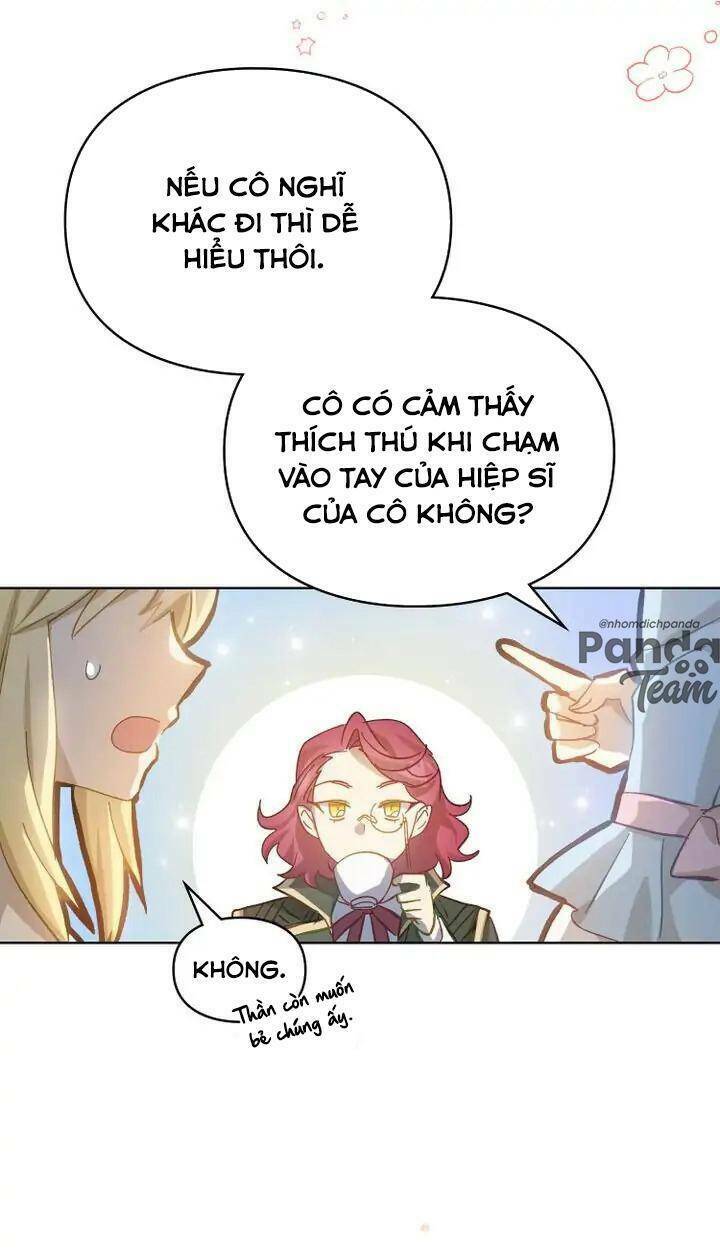 NẾU CÔ NGHĨ
KHÁC ĐI THÌ DỄ
HIỂU THÔI.
CÔ CÓ CẢM THẤY
THÍCH THÚ KHI CHẠM
VÀO TAY CỦA HIỆP SĨ
CỦA CÔ KHÔNG?
@nhomdichpanda
Panda
Team
KHÔNG.
Thần còn muốn
bẻ chúng ấy.